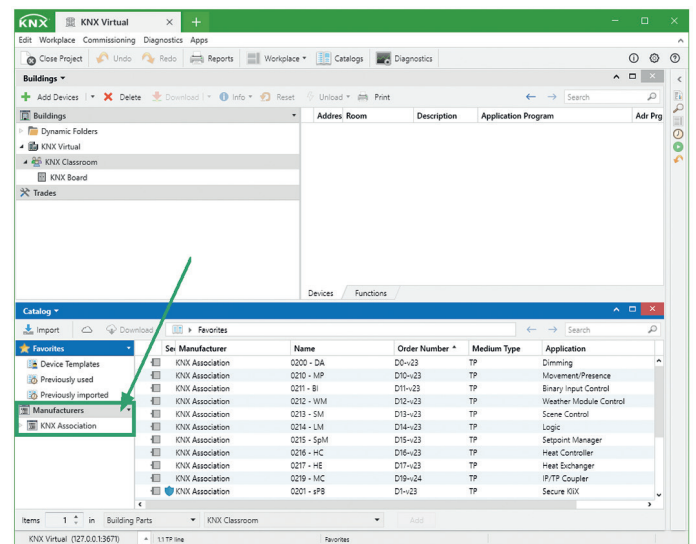 KNX KNX Virtual × +
Edit Workplace Commissioning Diagnostics Apps
Close Project Undo Redo Reports Workplace Catalogs Diagnostics
Buildings
Add Devices Delete Download Info Reset Unload Print Search
Buildings Addres Room Description Application Program Adr Prg
Dynamic Folders
KNX Virtual
KNX Classroom
KNX Board
Trades
Devices Functions
Catalog
Import Download Favorites Search
Favorites Sec Manufacturer Name Order Number Medium Type Application
Device Templates KNX Association 0200 - DA D0-v23 TP Dimming
Previously used KNX Association 0210 - MP D10-v23 TP Movement/Presence
Previously imported KNX Association 0211 - BI D11-v23 TP Binary Input Control
Manufacturers KNX Association 0212 - WM D12-v23 TP Weather Module Control
KNX Association KNX Association 0213 - SM D13-v23 TP Scene Control
KNX Association 0214 - LM D14-v23 TP Logic
KNX Association 0215 - SpM D15-v23 TP Setpoint Manager
KNX Association 0216 - HC D16-v23 TP Heat Controller
KNX Association 0217 - HE D17-v23 TP Heat Exchanger
KNX Association 0219 - MC D19-v24 TP IP/TP Coupler
KNX Association 0201 - sPB D1-v23 TP Secure KliX
Items 1 in Building Parts KNX Classroom Add
KNX Virtual (127.0.0.1:3671) 1.1 TP line Favorites